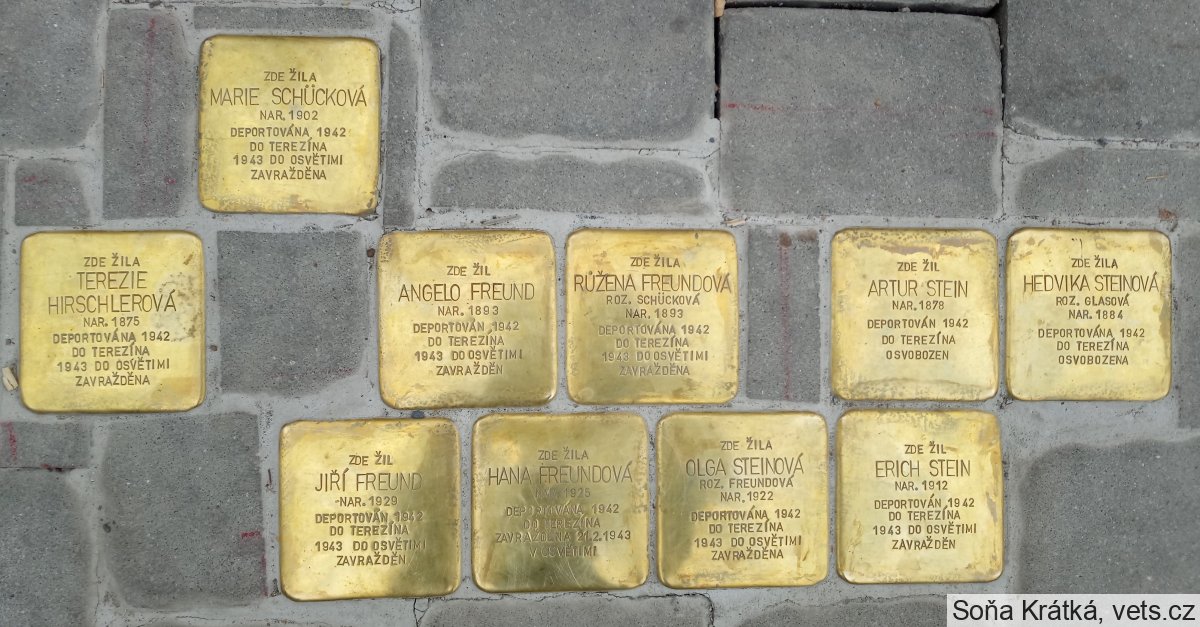 ZDE ŽILA
MARIE SCHÜCKOVÁ
NAR. 1902
DEPORTOVÁNA 1942
DO TEREZÍNA
1943 DO OSVĚTIMI
ZAVRAŽDĚNA
ZDE ŽILA
TEREZIE
HIRSCHLEROVÁ
NAR. 1875
DEPORTOVÁNA 1942
DO TEREZÍNA
1943 DO OSVĚTIMI
ZAVRAŽDĚNA
ZDE ŽIL
ANGELO FREUND
NAR. 1893
DEPORTOVÁN 1942
DO TEREZÍNA
1943 DO OSVĚTIMI
ZAVRAŽDĚN
ZDE ŽILA
RŮŽENA FREUNDOVÁ
ROZ. SCHÜCKOVÁ
NAR. 1893
DEPORTOVÁNA 1942
DO TEREZÍNA
1943 DO OSVĚTIMI
ZAVRAŽDĚNA
ZDE ŽIL
ARTUR STEIN
NAR. 1878
DEPORTOVÁN 1942
DO TEREZÍNA
OSVOBOZEN
ZDE ŽILA
HEDVIKA STEINOVÁ
ROZ. GLASOVÁ
NAR. 1884
DEPORTOVÁNA 1942
DO TEREZÍNA
OSVOBOZENA
ZDE ŽIL
JIŘÍ FREUND
NAR. 1929
DEPORTOVÁN 1942
DO TEREZÍNA
1943 DO OSVĚTIMI
ZAVRAŽDĚN
ZDE ŽILA
HANA FREUNDOVÁ
NAR. 1925
DEPORTOVÁNA 1942
DO TEREZÍNA
ZAVRAŽDĚNA 21.2.1943
V OSVĚTIMI
ZDE ŽILA
OLGA STEINOVÁ
ROZ. FREUNDOVÁ
NAR. 1922
DEPORTOVÁNA 1942
DO TEREZÍNA
1943 DO OSVĚTIMI
ZAVRAŽDĚNA
ZDE ŽIL
ERICH STEIN
NAR. 1912
DEPORTOVÁN 1942
DO TEREZÍNA
1943 DO OSVĚTIMI
ZAVRAŽDĚN
Soňa Krátká, vets.cz